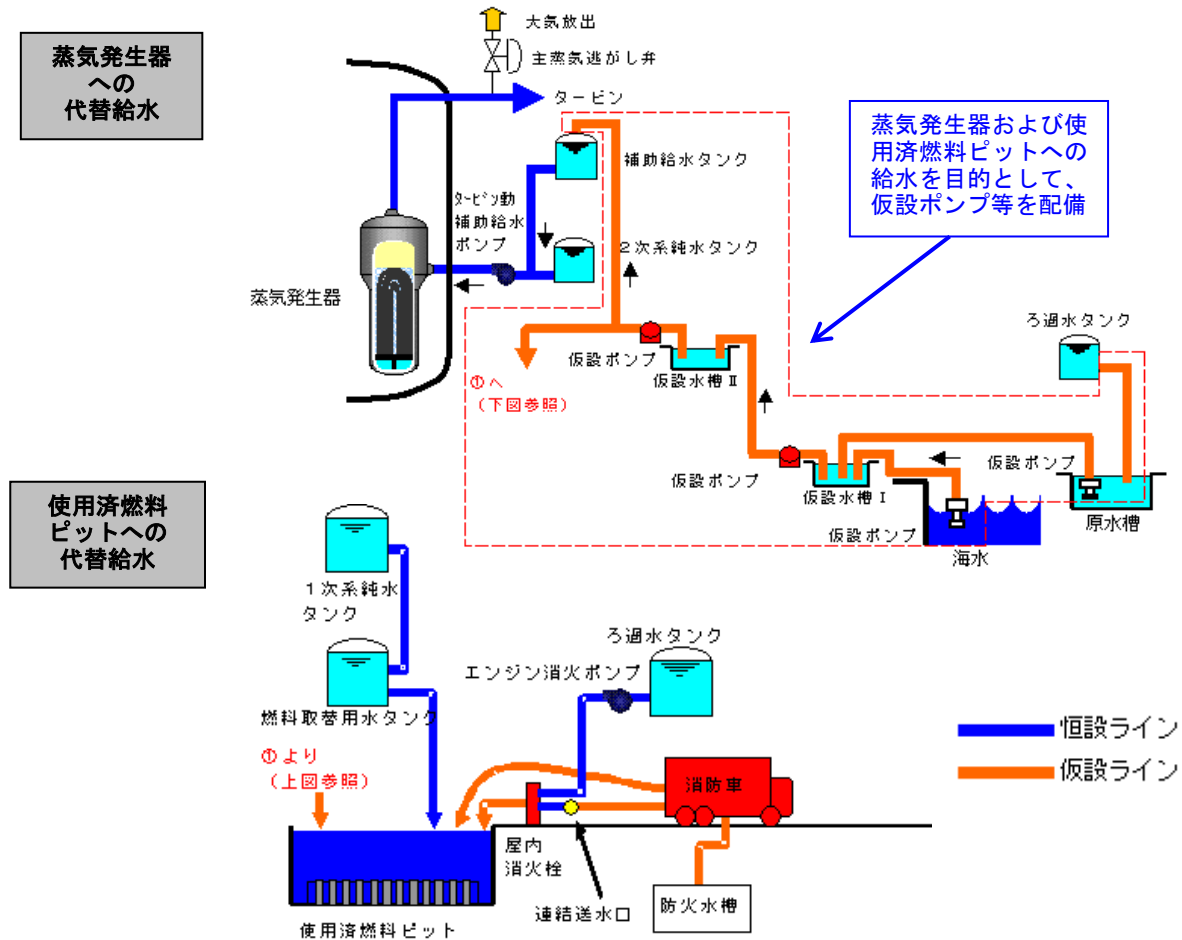 蒸気発生器
への
代替給水
大気放出
主蒸気逃がし弁
タービン
補助給水タンク
ﾀｰﾋﾞﾝ動
補助給水
ポンプ
２次系純水タンク
蒸気発生器
蒸気発生器および使
用済燃料ピットへの
給水を目的として、
仮設ポンプ等を配備
仮設ポンプ
仮設水槽Ⅱ
①へ
（下図参照）
ろ過水タンク
仮設ポンプ
仮設水槽Ⅰ
仮設ポンプ
仮設ポンプ
海水
原水槽
使用済燃料
ピットへの
代替給水
１次系純水
タンク
燃料取替用水タンク
①より
（上図参照）
ろ過水タンク
エンジン消火ポンプ
消防車
屋内
消火栓
連結送水口
防火水槽
使用済燃料ピット
恒設ライン
仮設ライン